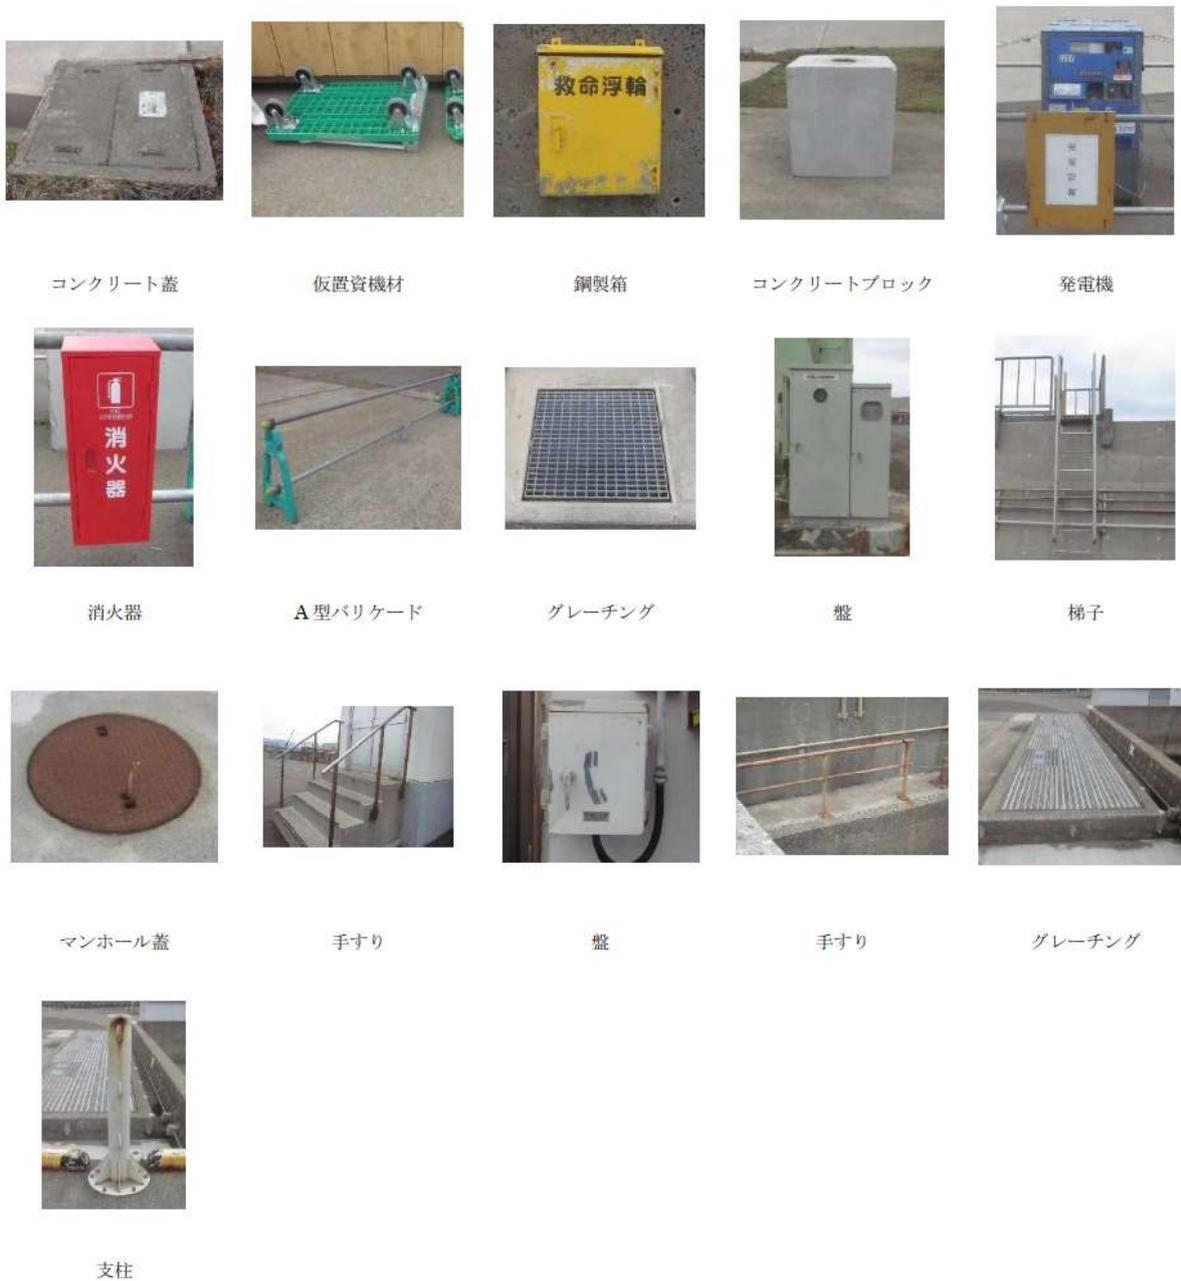 救命浮輪
コンクリート蓋
仮置資機材
鋼製箱
コンクリートブロック
発電機
消火器
消火器
A型バリケード
グレーチング
盤
梯子
マンホール蓋
手すり
盤
手すり
グレーチング
支柱